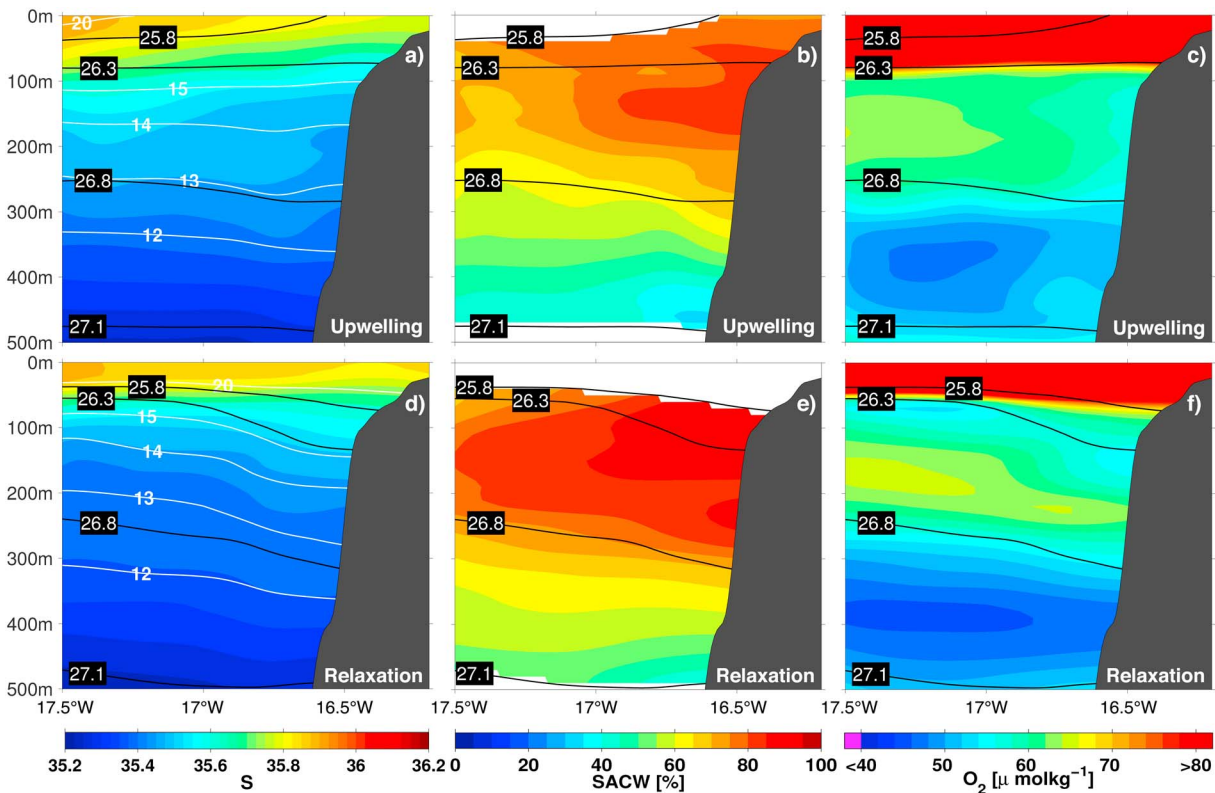 0m 20 25.8 a) 25.8 b) 25.8 c)
100m 26.3 15 26.3 26.3
14
200m
26.8 13 26.8 26.8
300m
12
400m
27.1 27.1 27.1
500m Upwelling Upwelling Upwelling
0m 25.8 20 d) 25.8 e) 25.8 f)
26.3 26.3 26.3
100m 15
14
200m 13
26.8 26.8 26.8
300m 12
400m
27.1 27.1 27.1
500m Relaxation Relaxation Relaxation
17.5°W 17°W 16.5°W 17.5°W 17°W 16.5°W 17.5°W 17°W 16.5°W
35.2 35.4 35.6 35.8 36 36.2 0 20 40 60 80 100 <40 50 60 70 >80
S SACW [%] O₂ [μ molkg⁻¹]